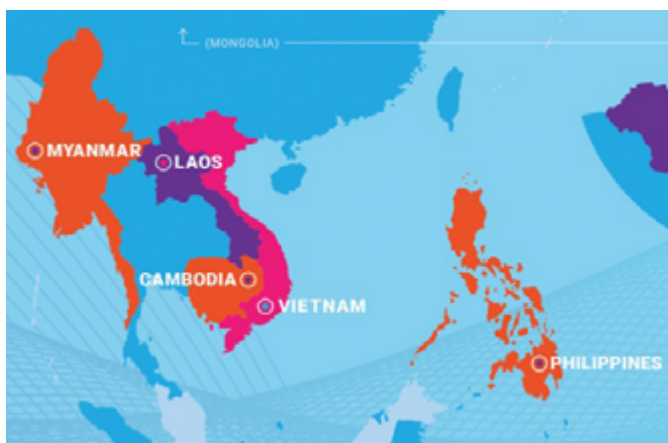 (MONGOLIA)
MYANMAR
LAOS
CAMBODIA
VIETNAM
PHILIPPINES